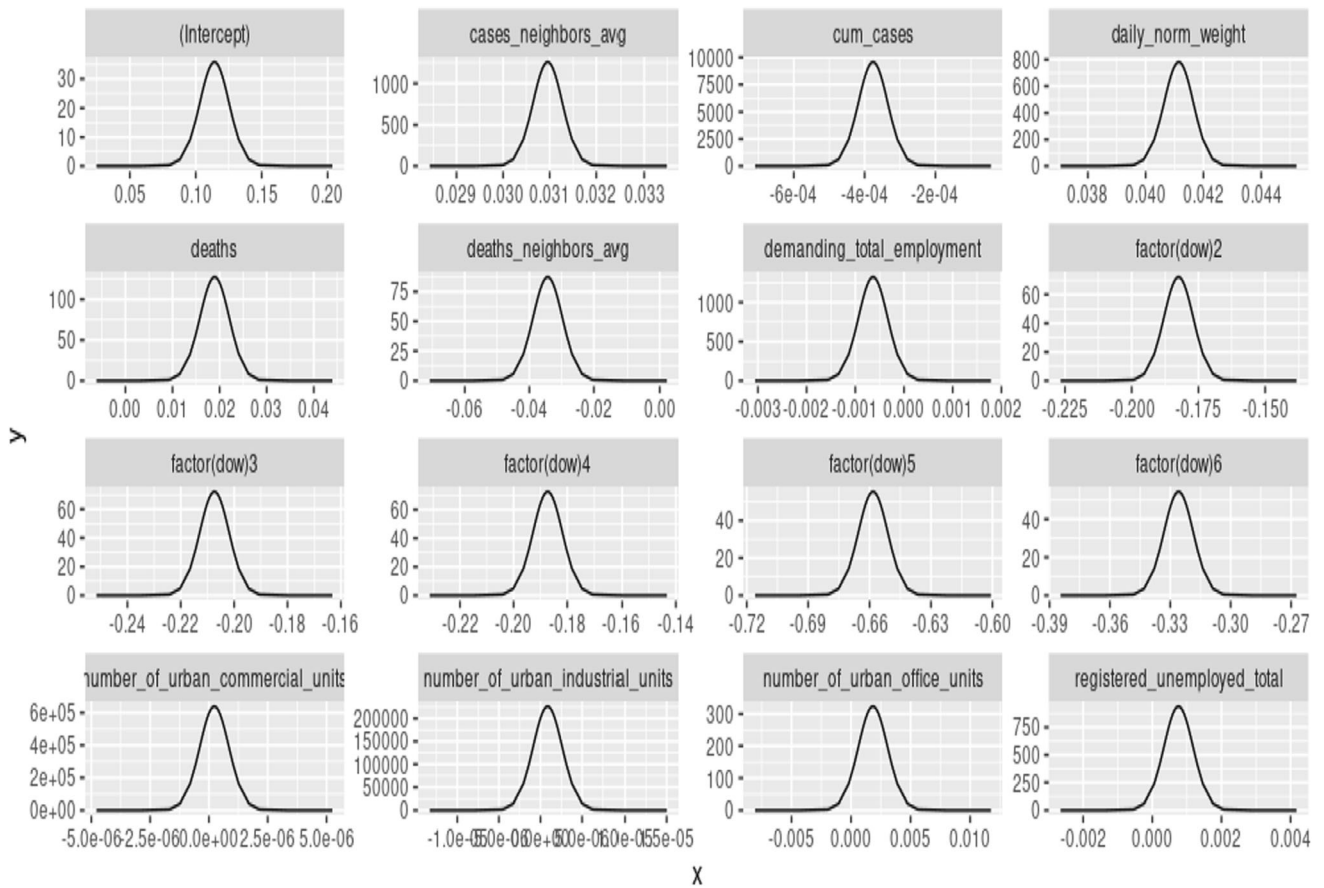 (Intercept) cases_neighbors_avg cum_cases daily_norm_weight
30 20 10 0
1000 500 0
10000 7500 5000 2500 0
800 600 400 200 0
0.05 0.10 0.15 0.20
0.029 0.030 0.031 0.032 0.033
-6e-04 -4e-04 -2e-04
0.038 0.040 0.042 0.044
deaths deaths_neighbors_avg demanding_total_employment factor(dow)2
100 50 0
75 50 25 0
1000 500 0
60 40 20 0
0.00 0.01 0.02 0.03 0.04
-0.06 -0.04 -0.02 0.00
-0.003 -0.002 -0.001 0.000 0.001 0.002
-0.225 -0.200 -0.175 -0.150
y
factor(dow)3 factor(dow)4 factor(dow)5 factor(dow)6
60 40 20 0
60 40 20 0
40 20 0
40 20 0
-0.24 -0.22 -0.20 -0.18 -0.16
-0.22 -0.20 -0.18 -0.16 -0.14
-0.72 -0.69 -0.66 -0.63 -0.60
-0.39 -0.36 -0.33 -0.30 -0.27
number_of_urban_commercial_units number_of_urban_industrial_units number_of_urban_office_units registered_unemployed_total
6e+05 4e+05 2e+05 0e+00
200000 150000 100000 50000 0
300 200 100 0
750 500 250 0
-5.0e-06 -2.5e-06 0.0e+00 2.5e-06 5.0e-06
-0.005 0.000 0.005 0.010
-0.002 0.000 0.002 0.004
x